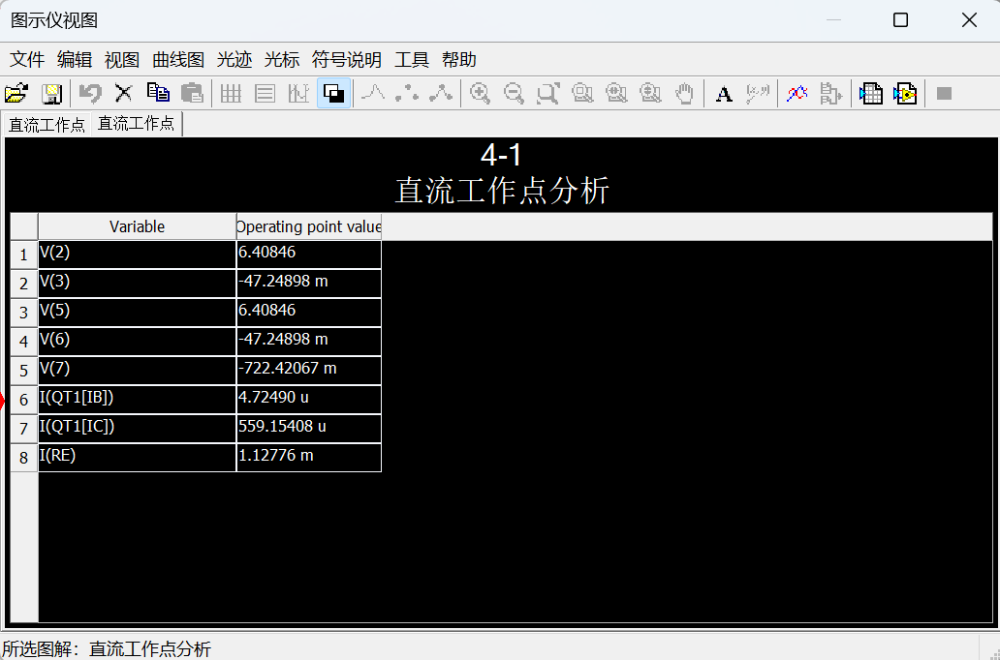 图示仪视图
文件 编辑 视图 曲线图 光迹 光标 符号说明 工具 帮助
A
直流工作点 直流工作点
4-1
直流工作点分析
Variable Operating point value
1 V(2) 6.40846
2 V(3) -47.24898 m
3 V(5) 6.40846
4 V(6) -47.24898 m
5 V(7) -722.42067 m
6 I(QT1[IB]) 4.72490 u
7 I(QT1[IC]) 559.15408 u
8 I(RE) 1.12776 m
所选图解：直流工作点分析